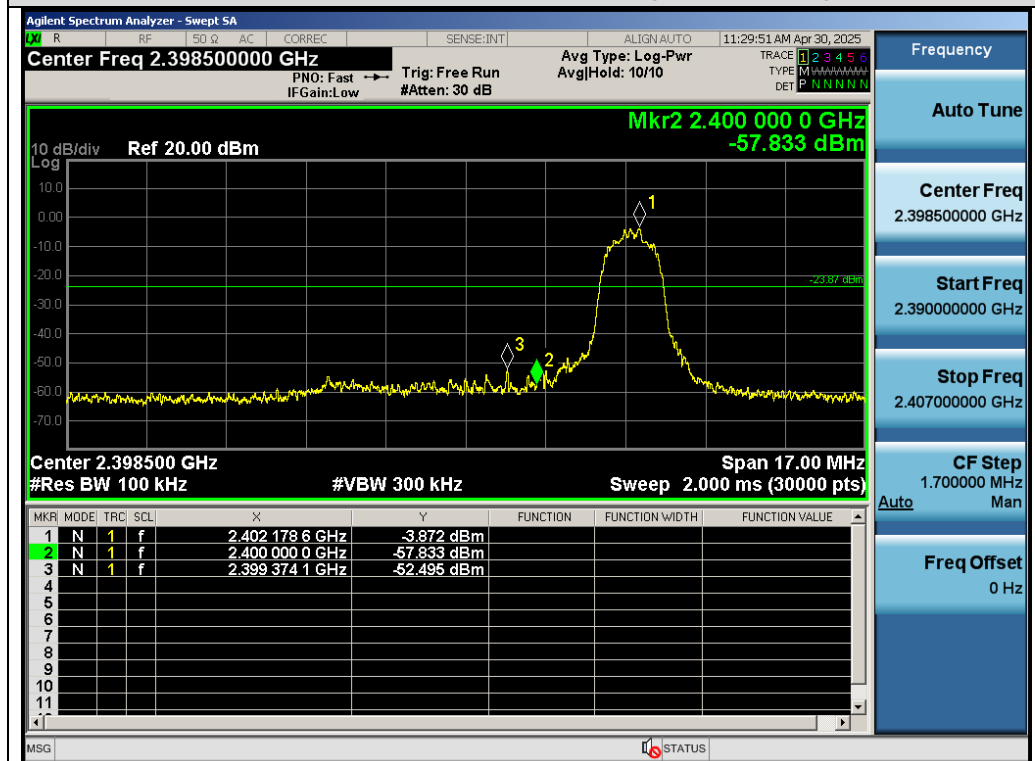 Agilent Spectrum Analyzer - Swept SA
LXI R RF 50 Ω AC CORREC SENSE:INT ALIGN AUTO 11:29:51 AM Apr 30, 2025
Center Freq 2.398500000 GHz
PNO: Fast
IFGain:Low
Trig: Free Run
#Atten: 30 dB
Avg Type: Log-Pwr
Avg|Hold: 10/10
TRACE 1 2 3 4 5 6
TYPE M
DET P N N N N N
Mkr2 2.400 000 0 GHz
-57.833 dBm
10 dB/div Ref 20.00 dBm
Log
10.0
0.00
-10.0
-20.0
-30.0
-40.0
-50.0
-60.0
-70.0
1
-23.87 dBm
3
2
Center 2.398500 GHz Span 17.00 MHz
#Res BW 100 kHz #VBW 300 kHz Sweep 2.000 ms (30000 pts)
MKR MODE TRC SCL X Y FUNCTION FUNCTION WIDTH FUNCTION VALUE
1 N 1 f 2.402 178 6 GHz -3.872 dBm
2 N 1 f 2.400 000 0 GHz -57.833 dBm
3 N 1 f 2.399 374 1 GHz -52.495 dBm
4
5
6
7
8
9
10
11
MSG STATUS
Frequency
Auto Tune
Center Freq
2.398500000 GHz
Start Freq
2.390000000 GHz
Stop Freq
2.407000000 GHz
CF Step
1.700000 MHz
Auto Man
Freq Offset
0 Hz